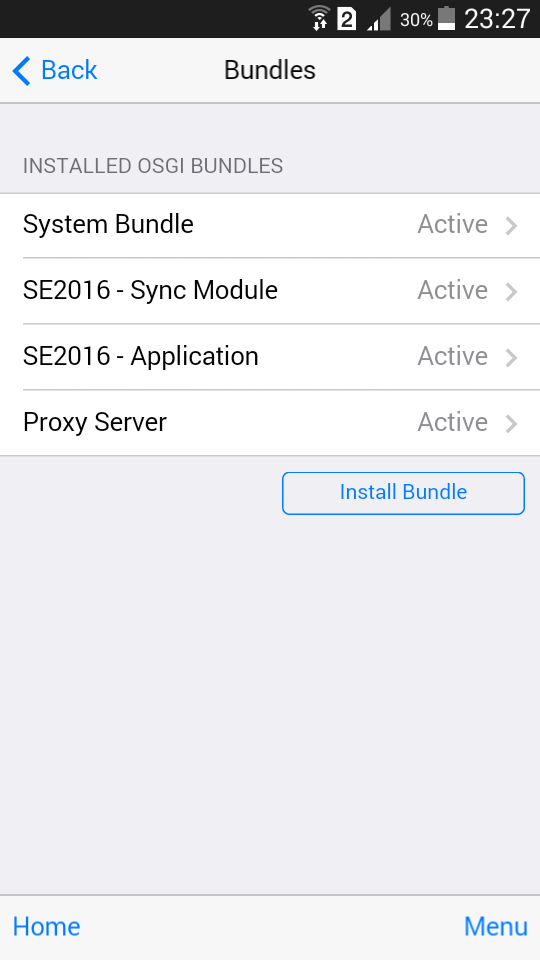 2 30% 23:27
Back Bundles
INSTALLED OSGI BUNDLES
System Bundle Active
SE2016 - Sync Module Active
SE2016 - Application Active
Proxy Server Active
Install Bundle
Home Menu